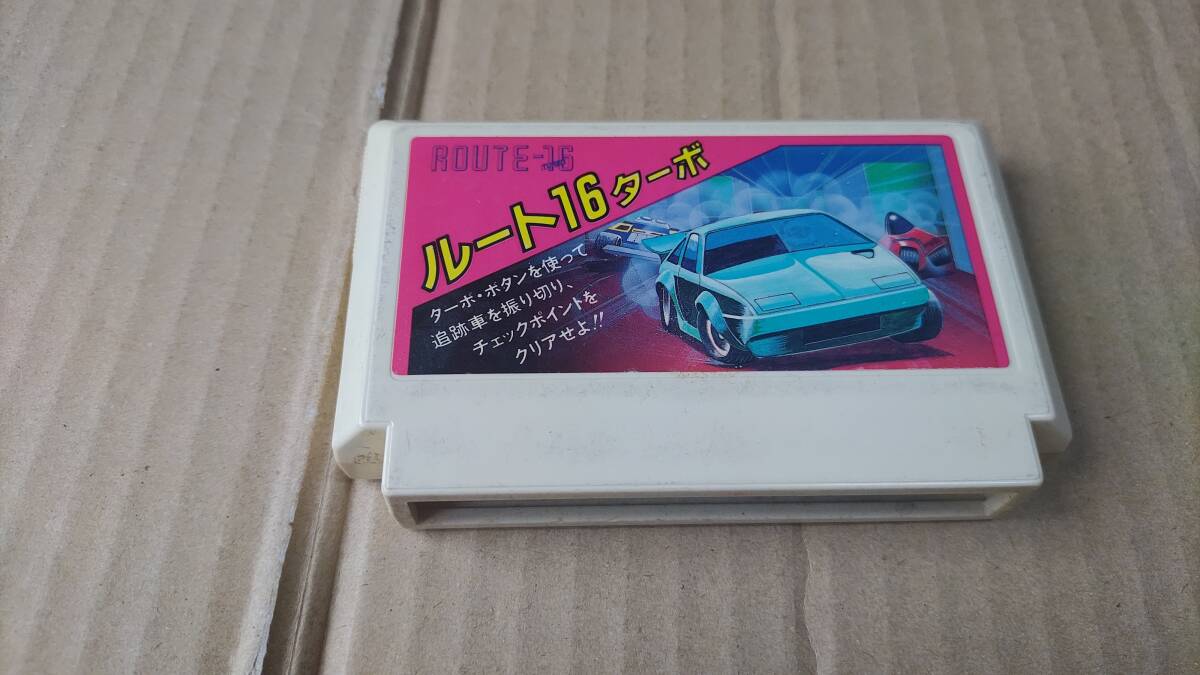 ROUTE-16
ルート16ターボ
ターボ・ボタンを使って
追跡車を振り切り、
チェックポイントを
クリアせよ!!